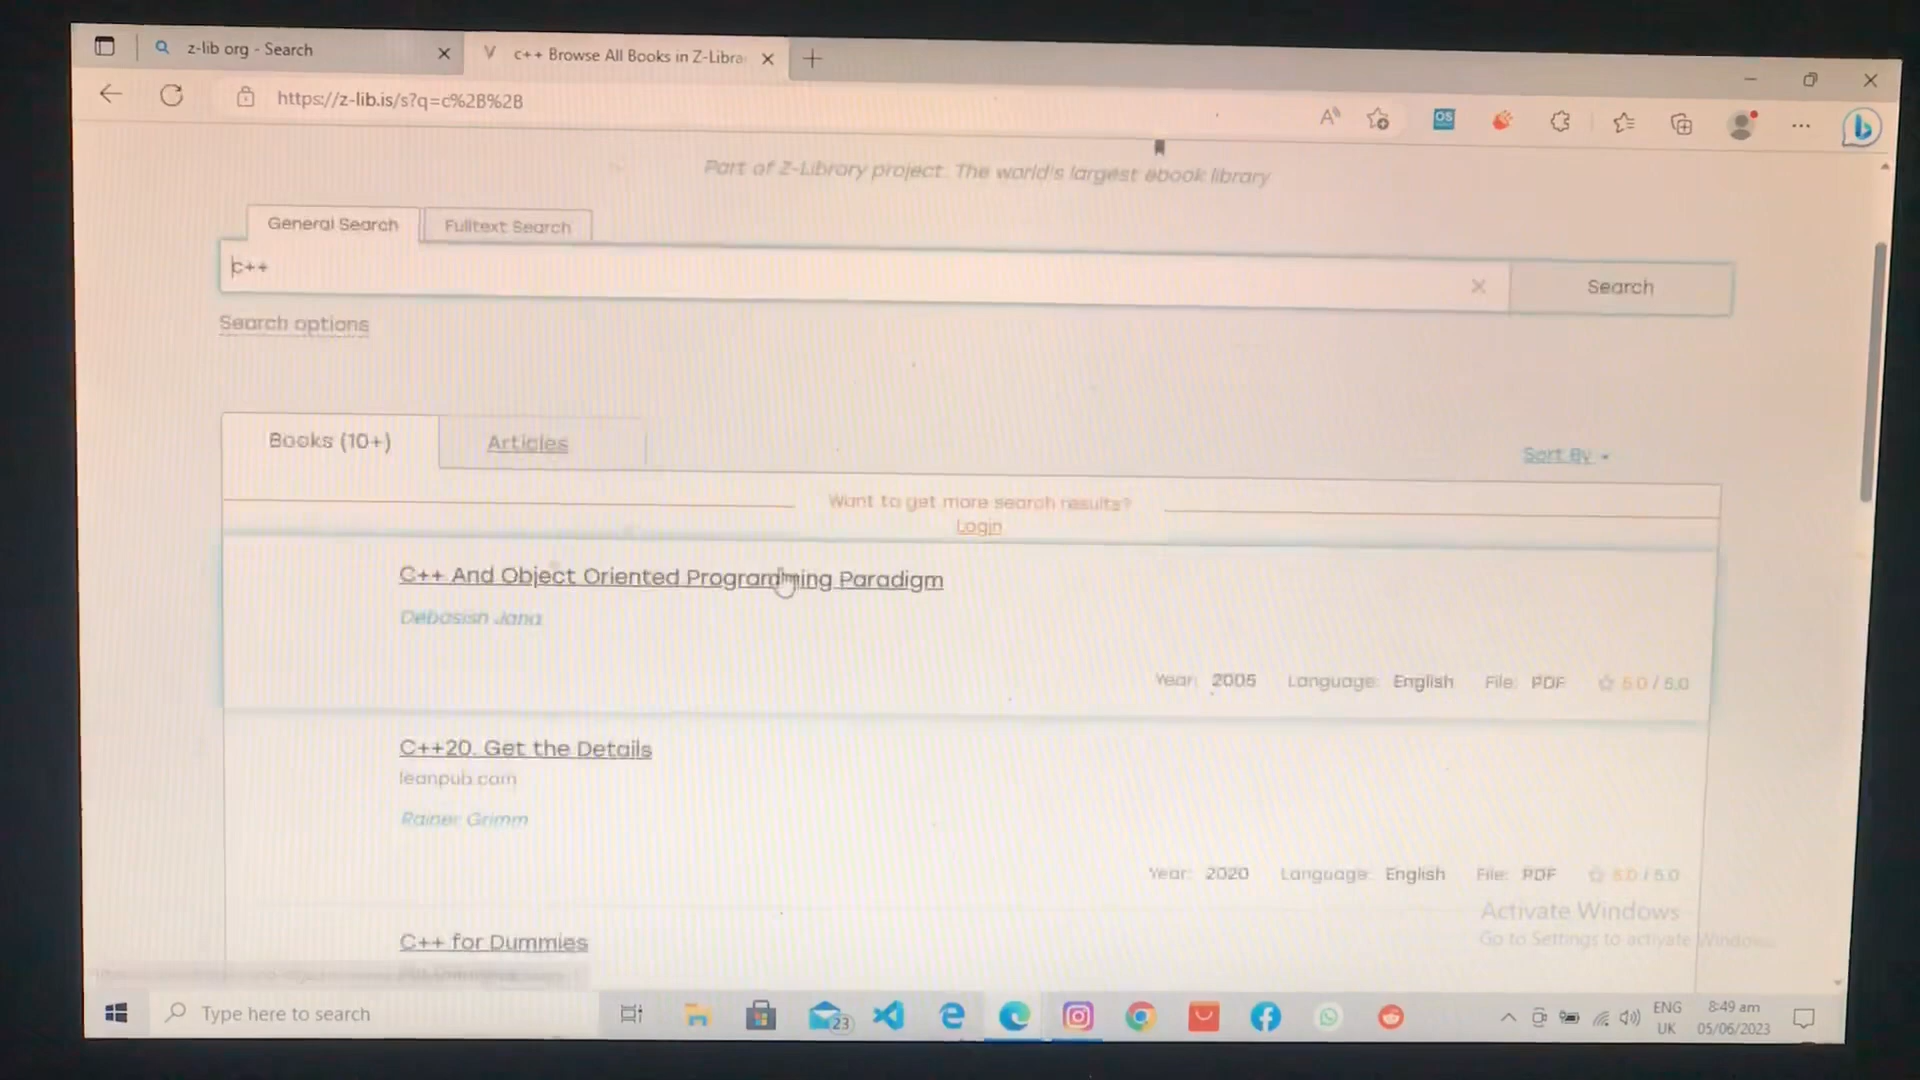 z-lib org - Search
c++ Browse All Books in Z-Libra
https://z-lib.is/s?q=c%2B%2B
Part of Z-Library project. The world's largest ebook library
General Search
Fulltext Search
c++
Search
Search options
Books (10+)
Articles
Sort By
Want to get more search results?
Login
C++ And Object Oriented Programming Paradigm
Debasish Jana
Year: 2005 Language: English File: PDF 5.0 / 5.0
C++20. Get the Details
leanpub.com
Rainer Grimm
Year: 2020 Language: English File: PDF 5.0 / 5.0
Activate Windows
Go to Settings to activate Windows.
C++ for Dummies
Type here to search
23
ENG
UK
8:49 am
05/06/2023